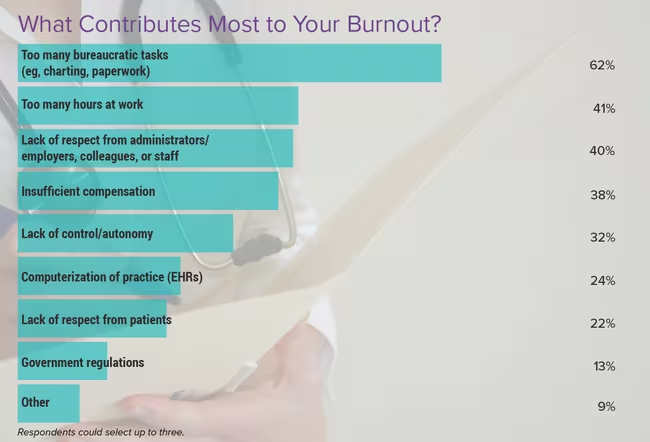 What Contributes Most to Your Burnout?
Too many bureaucratic tasks
(eg, charting, paperwork)
62%
Too many hours at work
41%
Lack of respect from administrators/
employers, colleagues, or staff
40%
Insufficient compensation
38%
Lack of control/autonomy
32%
Computerization of practice (EHRs)
24%
Lack of respect from patients
22%
Government regulations
13%
Other
9%
Respondents could select up to three.